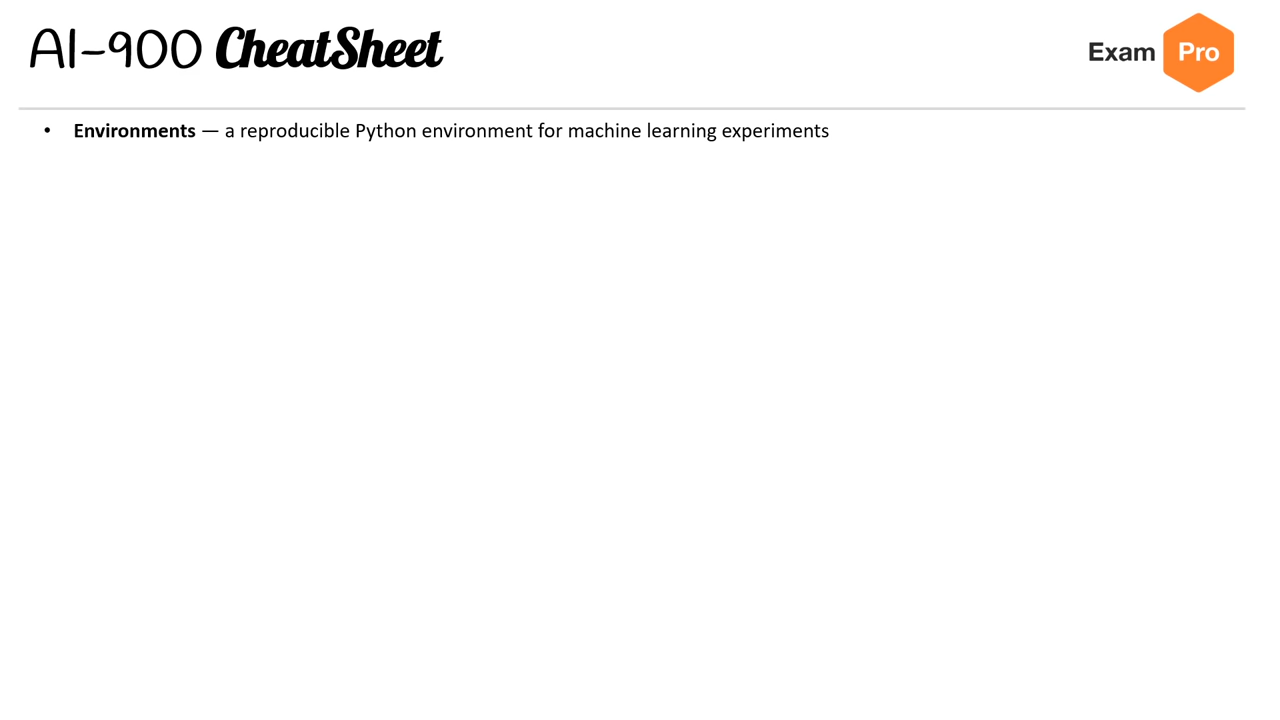 AI-900 CheatSheet
Exam Pro
• Environments — a reproducible Python environment for machine learning experiments